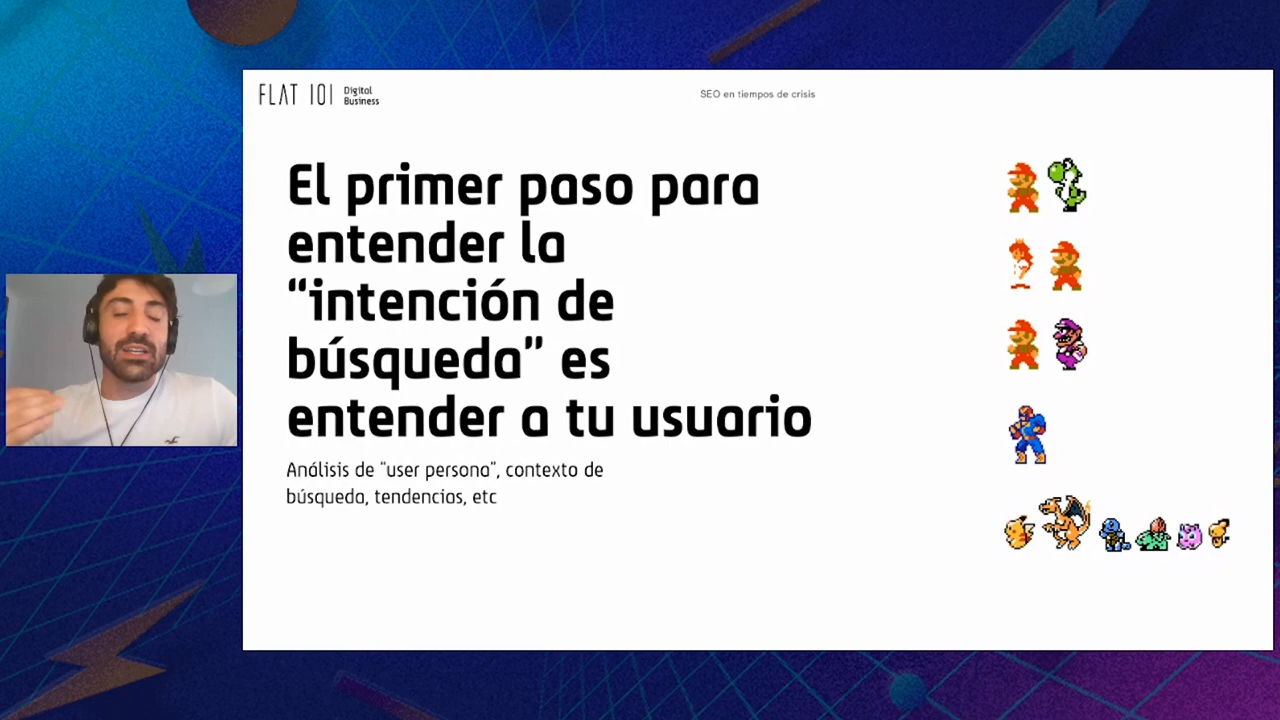 FLAT 101 Digital Business
SEO en tiempos de crisis
El primer paso para
entender la
“intención de
búsqueda” es
entender a tu usuario
Análisis de “user persona”, contexto de
búsqueda, tendencias, etc